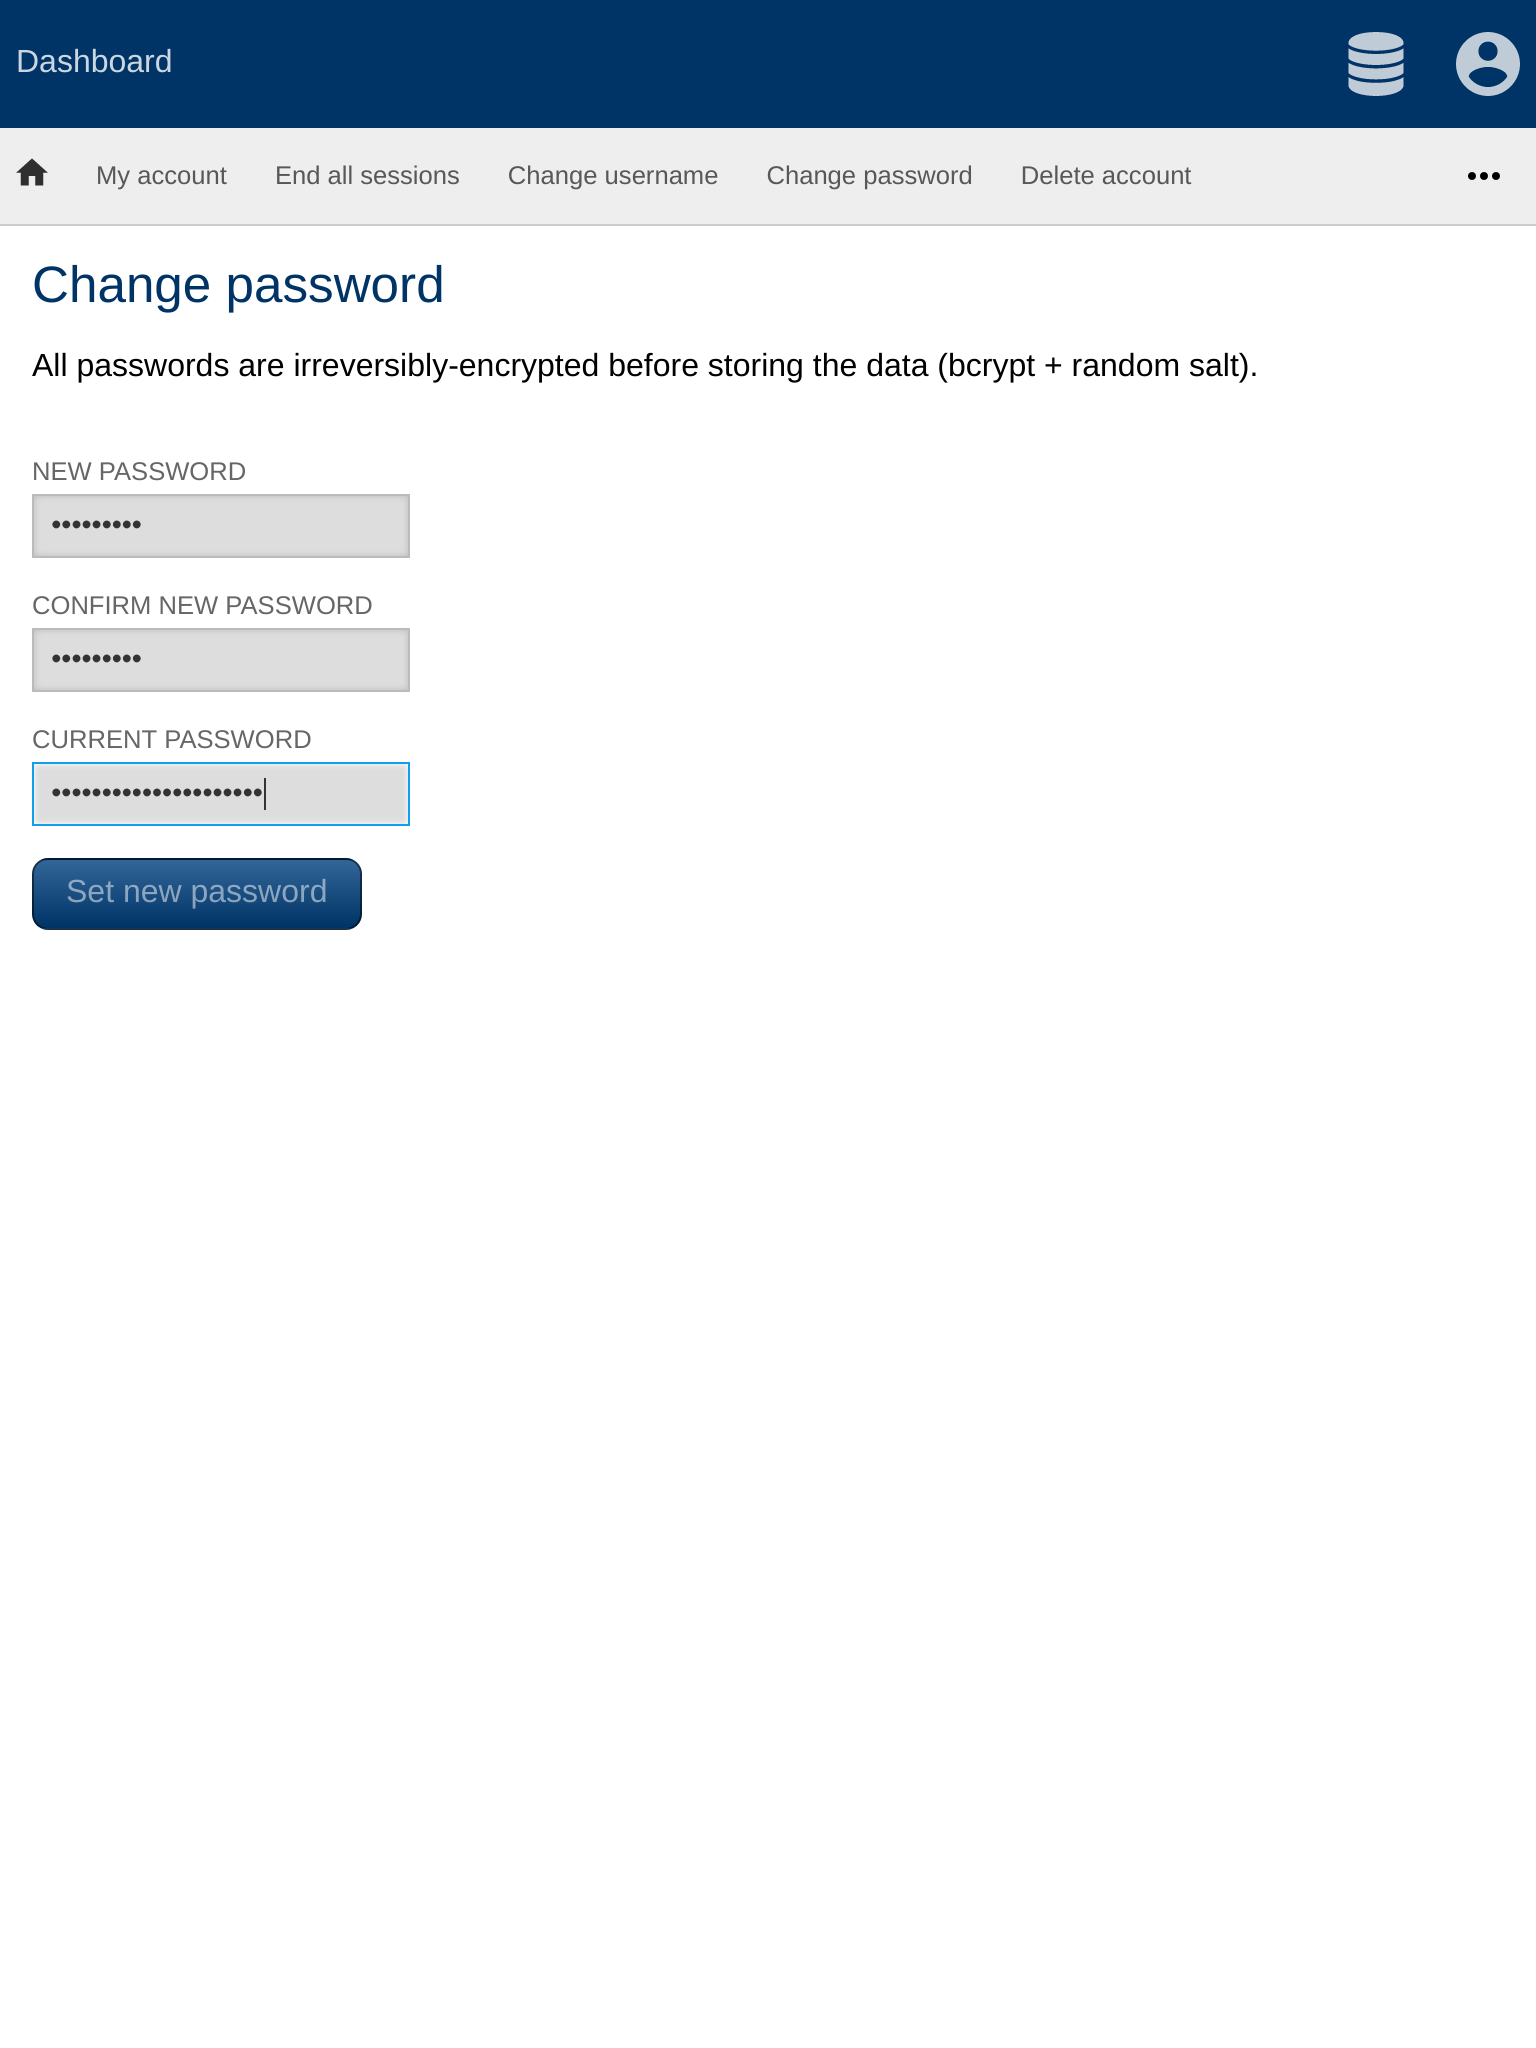 Dashboard
My account End all sessions Change username Change password Delete account
Change password
All passwords are irreversibly-encrypted before storing the data (bcrypt + random salt).
NEW PASSWORD
•••••••••
CONFIRM NEW PASSWORD
•••••••••
CURRENT PASSWORD
•••••••••••••••••••••
Set new password